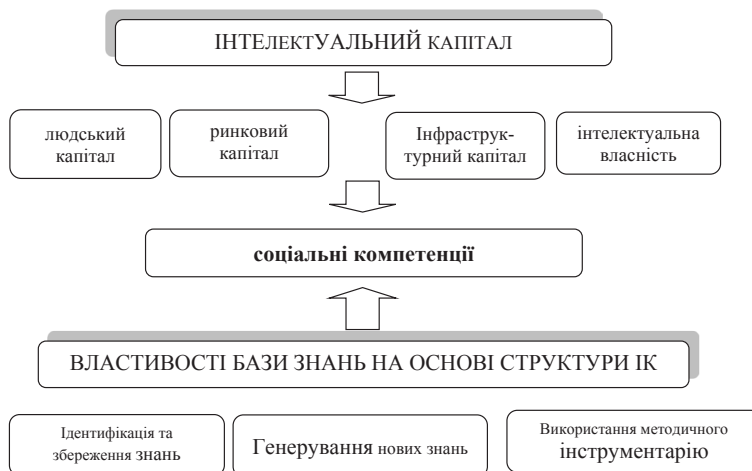 ІНТЕЛЕКТУАЛЬНИЙ КАПІТАЛ
людський
капітал
ринковий
капітал
Інфраструк-
турний капітал
інтелектуальна
власність
соціальні компетенції
ВЛАСТИВОСТІ БАЗИ ЗНАНЬ НА ОСНОВІ СТРУКТУРИ ІК
Ідентифікація та
збереження знань
Генерування нових знань
Використання методичного
інструментарію